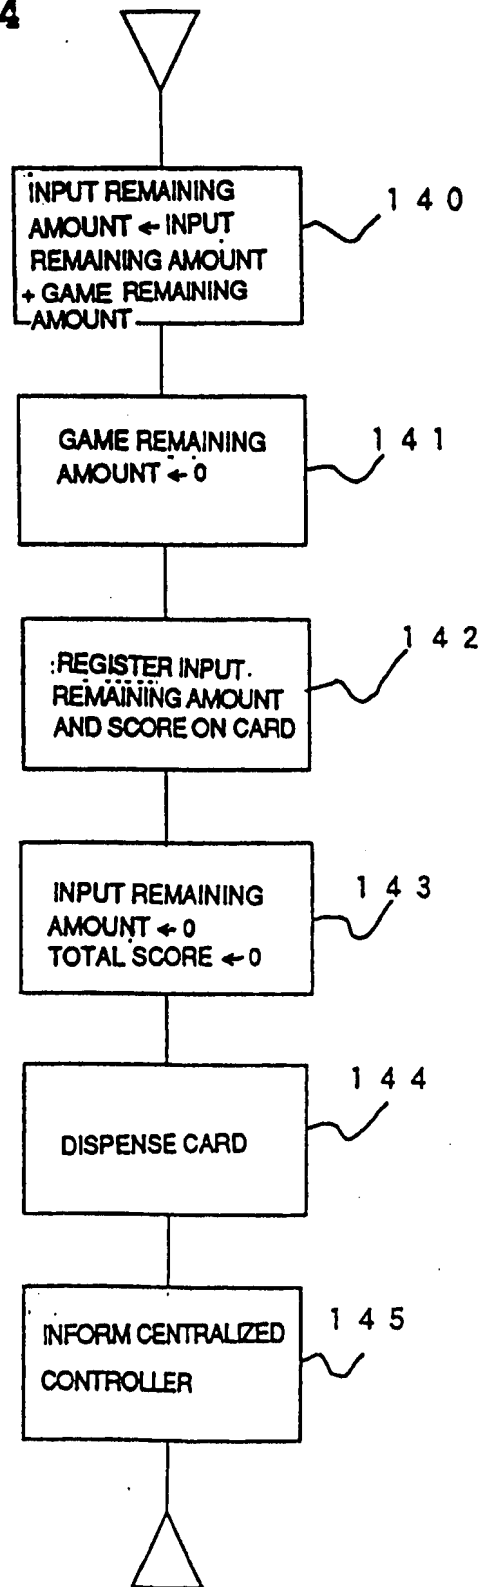 4
INPUT REMAINING
AMOUNT ← INPUT
REMAINING AMOUNT
+ GAME REMAINING
AMOUNT
140
GAME REMAINING
AMOUNT ← 0
141
REGISTER INPUT
REMAINING AMOUNT
AND SCORE ON CARD
142
INPUT REMAINING
AMOUNT ← 0
TOTAL SCORE ← 0
143
DISPENSE CARD
144
INFORM CENTRALIZED
CONTROLLER
145